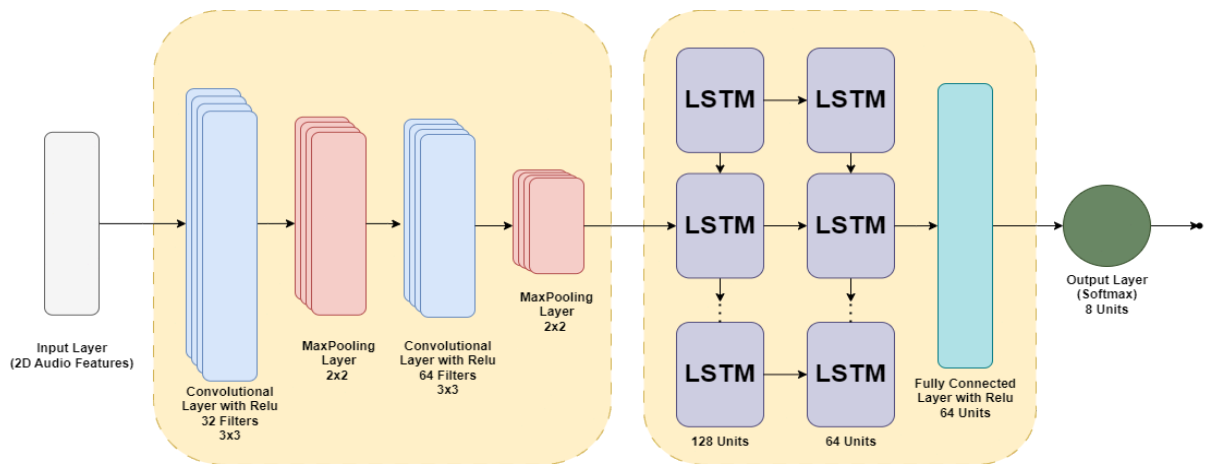 Input Layer
(2D Audio Features)
Convolutional
Layer with Relu
32 Filters
3x3
MaxPooling
Layer
2x2
Convolutional
Layer with Relu
64 Filters
3x3
MaxPooling
Layer
2x2
LSTM
LSTM
LSTM
LSTM
LSTM
LSTM
128 Units
64 Units
Fully Connected
Layer with Relu
64 Units
Output Layer
(Softmax)
8 Units